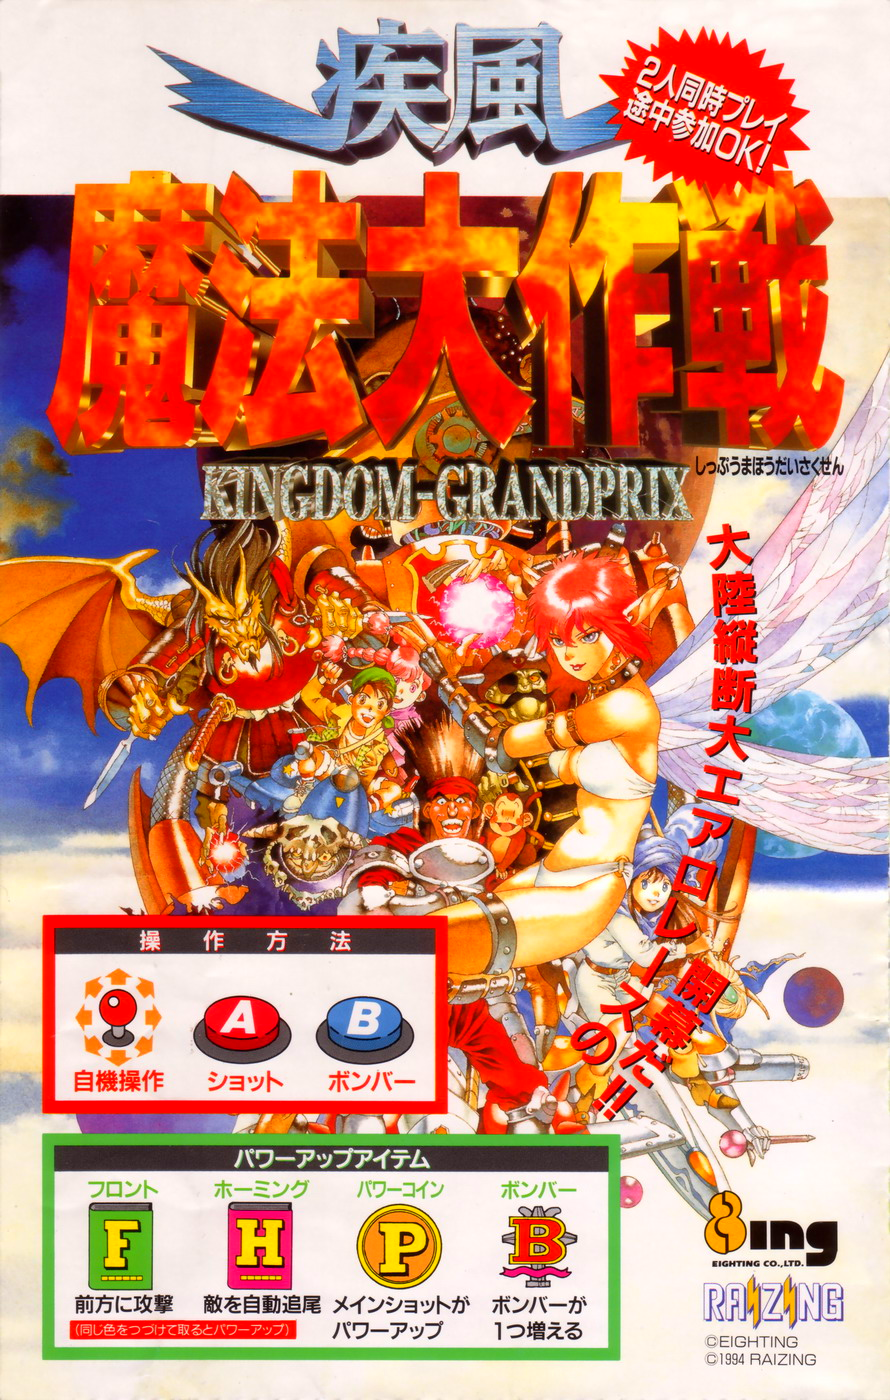 疾風
2人同時プレイ
途中参加OK!
魔法大作戦
しっぷうまほうだいさくせん
KINGDOM-GRANDPRIX
大陸縦断大エアロレースの
開幕だ!!
操作方法
A
B
自機操作
ショット
ボンバー
パワーアップアイテム
フロント
ホーミング
パワーコイン
ボンバー
F
H
P
B
前方に攻撃
敵を自動追尾
メインショットが
パワーアップ
ボンバーが
1つ増える
(同じ色をつづけて取るとパワーアップ)
8ing
EIGHTING CO.,LTD.
RAIZING
©EIGHTING
©1994 RAIZING